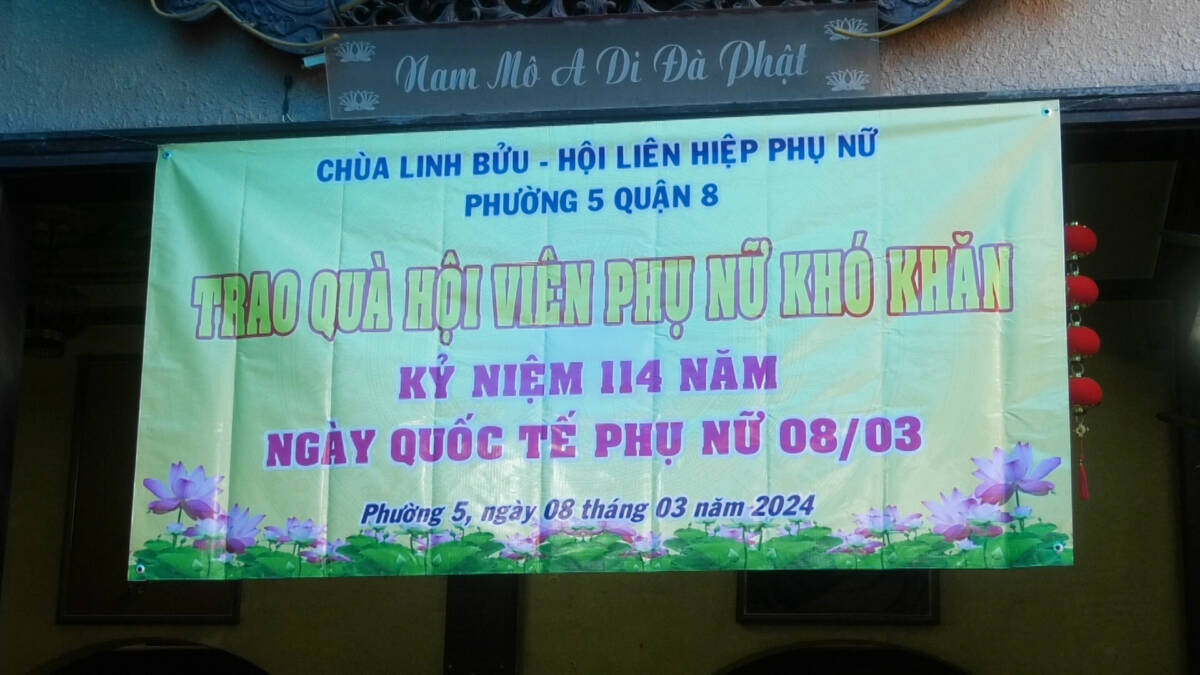 Nam Mô A Di Đà Phật
CHÙA LINH BỬU - HỘI LIÊN HIỆP PHỤ NỮ
PHƯỜNG 5 QUẬN 8
TRAO QUÀ HỘI VIÊN PHỤ NỮ KHÓ KHĂN
KỶ NIỆM 114 NĂM
NGÀY QUỐC TẾ PHỤ NỮ 08/03
Phường 5, ngày 08 tháng 03 năm 2024